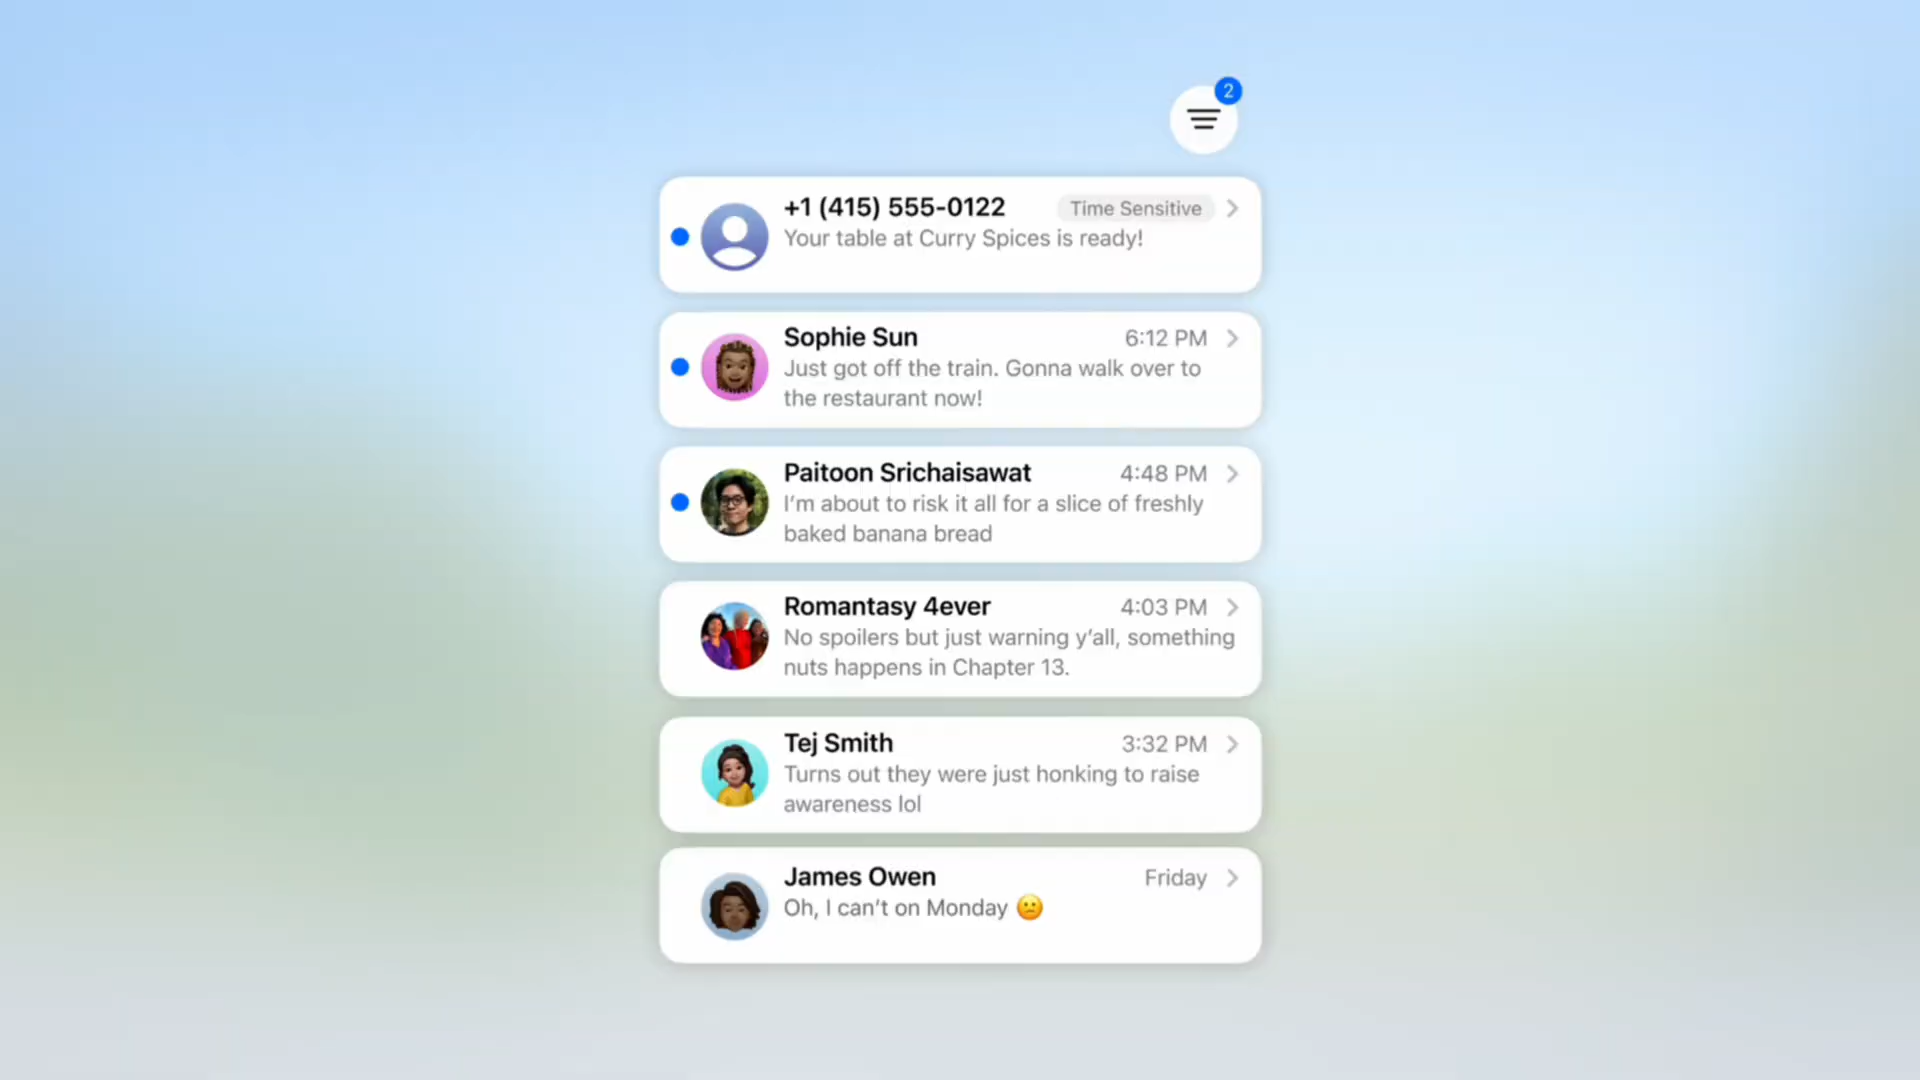 2
+1 (415) 555-0122
Time Sensitive
Your table at Curry Spices is ready!
Sophie Sun
6:12 PM
Just got off the train. Gonna walk over to
the restaurant now!
Paitoon Srichaisawat
4:48 PM
I’m about to risk it all for a slice of freshly
baked banana bread
Romantasy 4ever
4:03 PM
No spoilers but just warning y’all, something
nuts happens in Chapter 13.
Tej Smith
3:32 PM
Turns out they were just honking to raise
awareness lol
James Owen
Friday
Oh, I can’t on Monday 😕